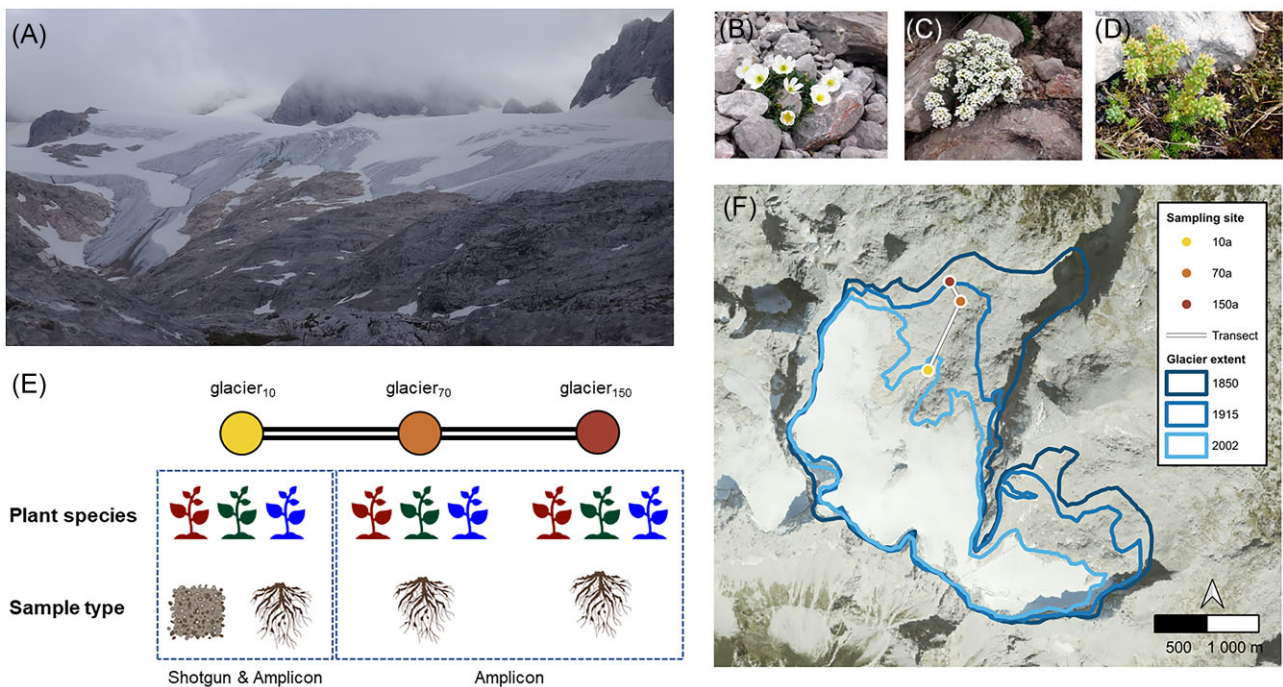 (A)
(B)
(C)
(D)
(E)
glacier10
glacier70
glacier150
Plant species
Sample type
Shotgun & Amplicon
Amplicon
(F)
Sampling site
10a
70a
150a
Transect
Glacier extent
1850
1915
2002
500 1 000 m